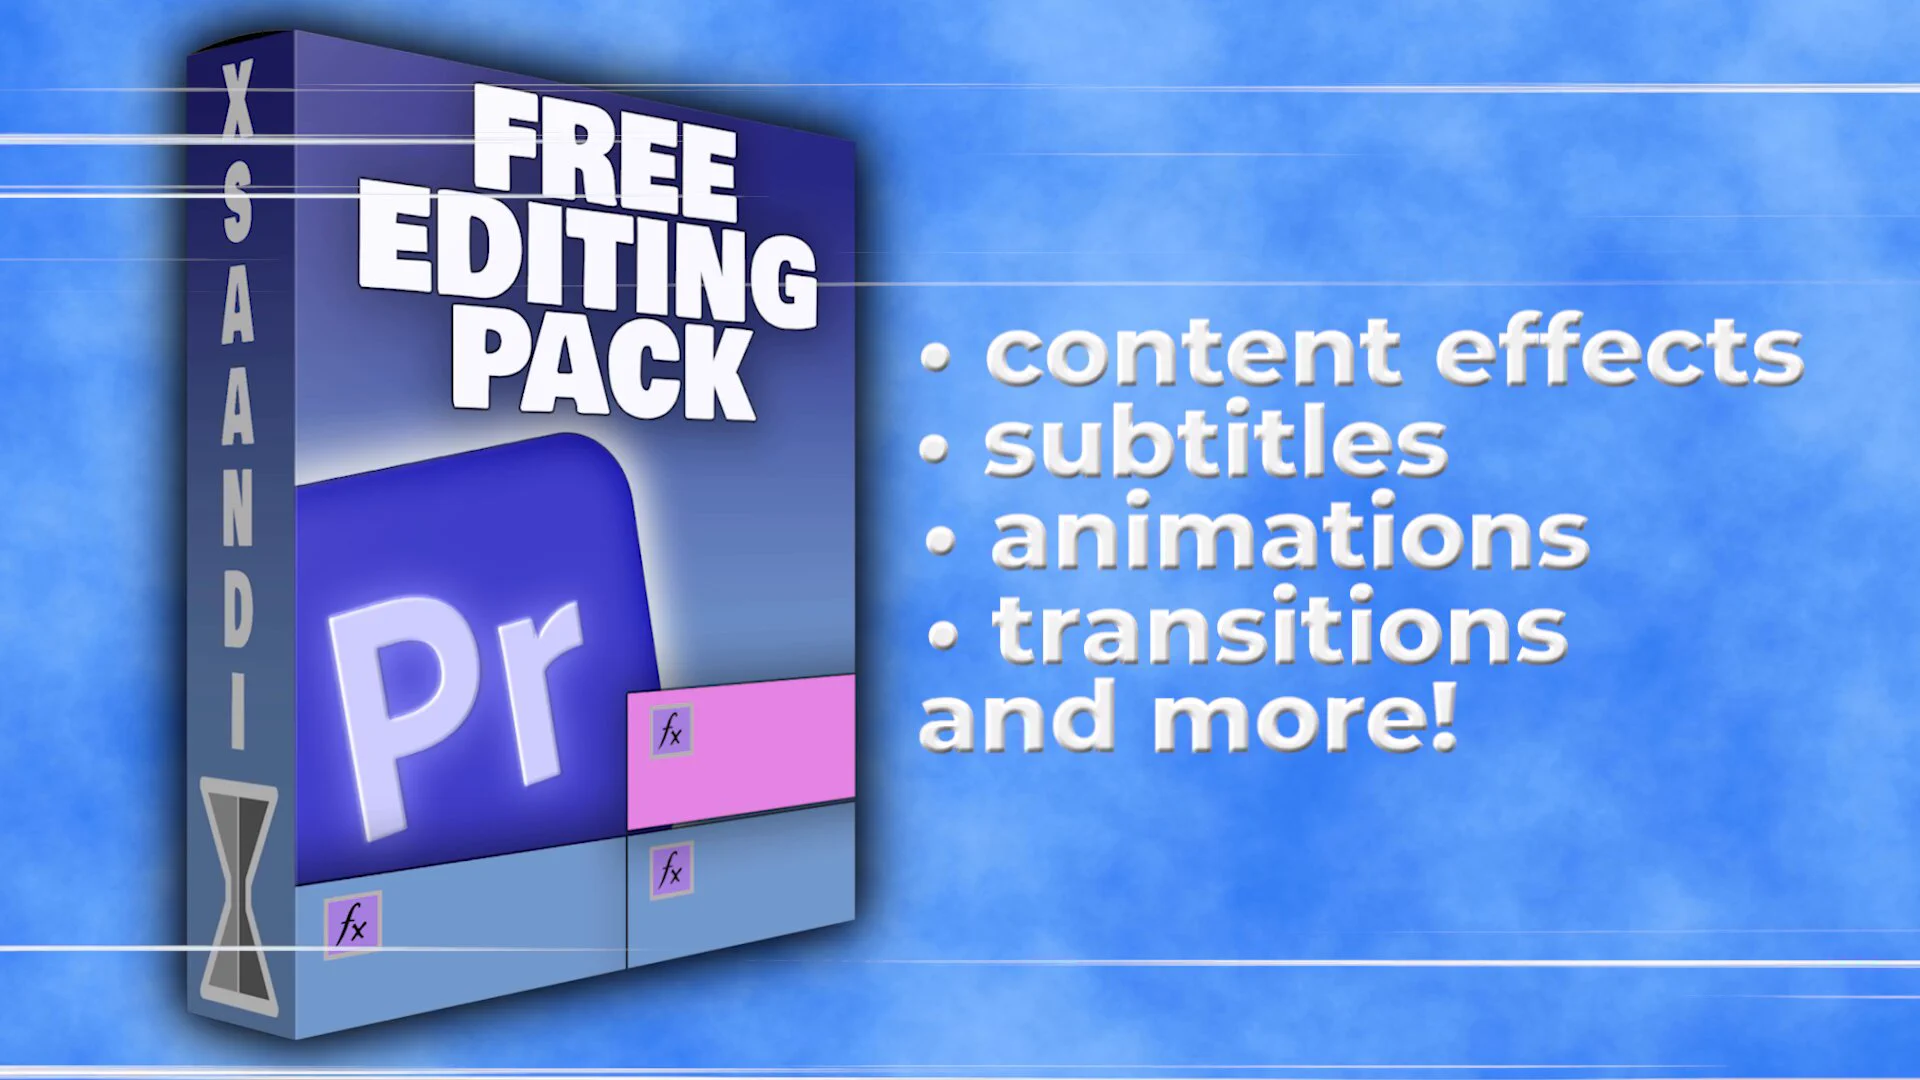 XSAANDI
FREE
EDITING
PACK
Pr
fx
fx
fx
• content effects
• subtitles
• animations
• transitions
and more!